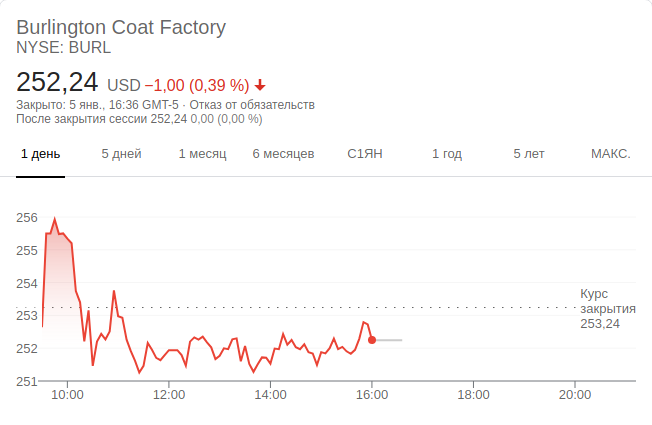 Burlington Coat Factory
NYSE: BURL
252,24 USD −1,00 (0,39 %)
Закрыто: 5 янв., 16:36 GMT-5 · Отказ от обязательств
После закрытия сессии 252,24 0,00 (0,00 %)
1 день 5 дней 1 месяц 6 месяцев С1ЯН 1 год 5 лет МАКС.
256
255
254
253
252
251
Курс
закрытия
253,24
10:00 12:00 14:00 16:00 18:00 20:00